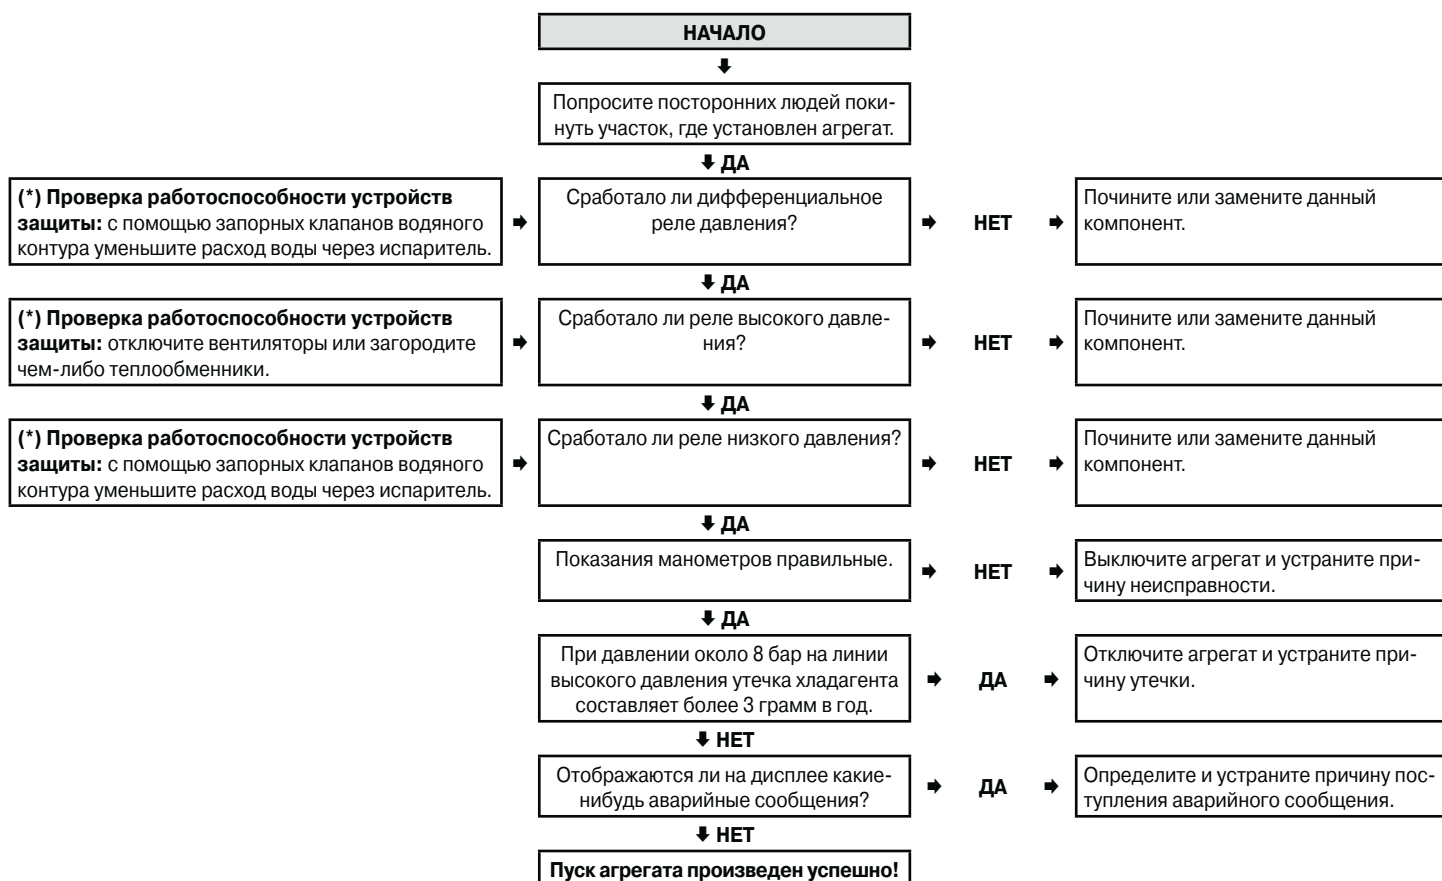 НАЧАЛО
Попросите посторонних людей поки-
нуть участок, где установлен агрегат.
ДА
(*) Проверка работоспособности устройств
защиты: с помощью запорных клапанов водяного
контура уменьшите расход воды через испаритель.
Сработало ли дифференциальное
реле давления?
НЕТ
Почините или замените данный
компонент.
ДА
(*) Проверка работоспособности устройств
защиты: отключите вентиляторы или загородите
чем-либо теплообменники.
Сработало ли реле высокого давле-
ния?
НЕТ
Почините или замените данный
компонент.
ДА
(*) Проверка работоспособности устройств
защиты: с помощью запорных клапанов водяного
контура уменьшите расход воды через испаритель.
Сработало ли реле низкого давления?
НЕТ
Почините или замените данный
компонент.
ДА
Показания манометров правильные.
НЕТ
Выключите агрегат и устраните при-
чину неисправности.
ДА
При давлении около 8 бар на линии
высокого давления утечка хладагента
составляет более 3 грамм в год.
ДА
Отключите агрегат и устраните при-
чину утечки.
НЕТ
Отображаются ли на дисплее какие-
нибудь аварийные сообщения?
ДА
Определите и устраните причину пос-
тупления аварийного сообщения.
НЕТ
Пуск агрегата произведен успешно!